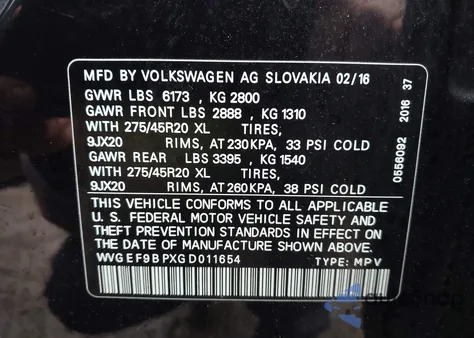 MFD BY VOLKSWAGEN AG SLOVAKIA 02/16
GVWR LBS 6173 , KG 2800
GAWR FRONT LBS 2888 , KG 1310
WITH 275/45R20 XL TIRES,
9JX20 RIMS, AT 230KPA, 33 PSI COLD
GAWR REAR LBS 3395 , KG 1540
WITH 275/45R20 XL TIRES,
9JX20 RIMS, AT 260KPA, 38 PSI COLD
THIS VEHICLE CONFORMS TO ALL APPLICABLE
U. S. FEDERAL MOTOR VEHICLE SAFETY AND
THEFT PREVENTION STANDARDS IN EFFECT ON
THE DATE OF MANUFACTURE SHOWN ABOVE.
WVGEF9BPXGD011654 TYPE: MPV
0556092 2016 37